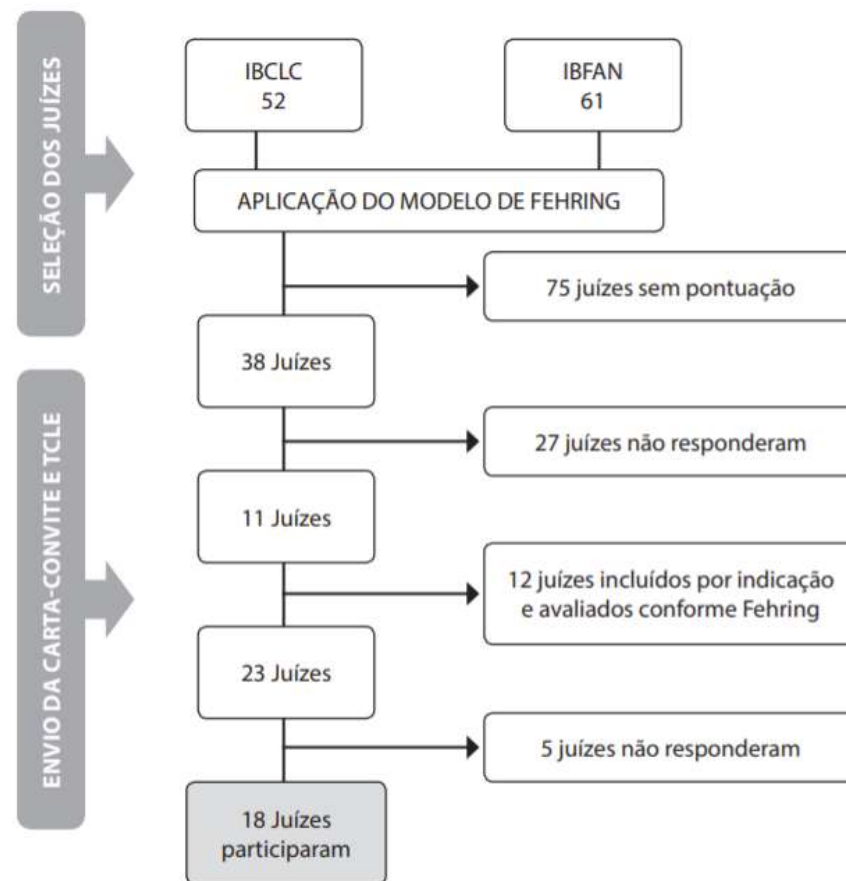 SELEÇÃO DOS JUÍZES
IBCLC
52
IBFAN
61
APLICAÇÃO DO MODELO DE FEHRING
75 juízes sem pontuação
38 Juízes
ENVIO DA CARTA-CONVITE E TCLE
27 juízes não responderam
11 Juízes
12 juízes incluídos por indicação
e avaliados conforme Fehring
23 Juízes
5 juízes não responderam
18 Juízes
participaram